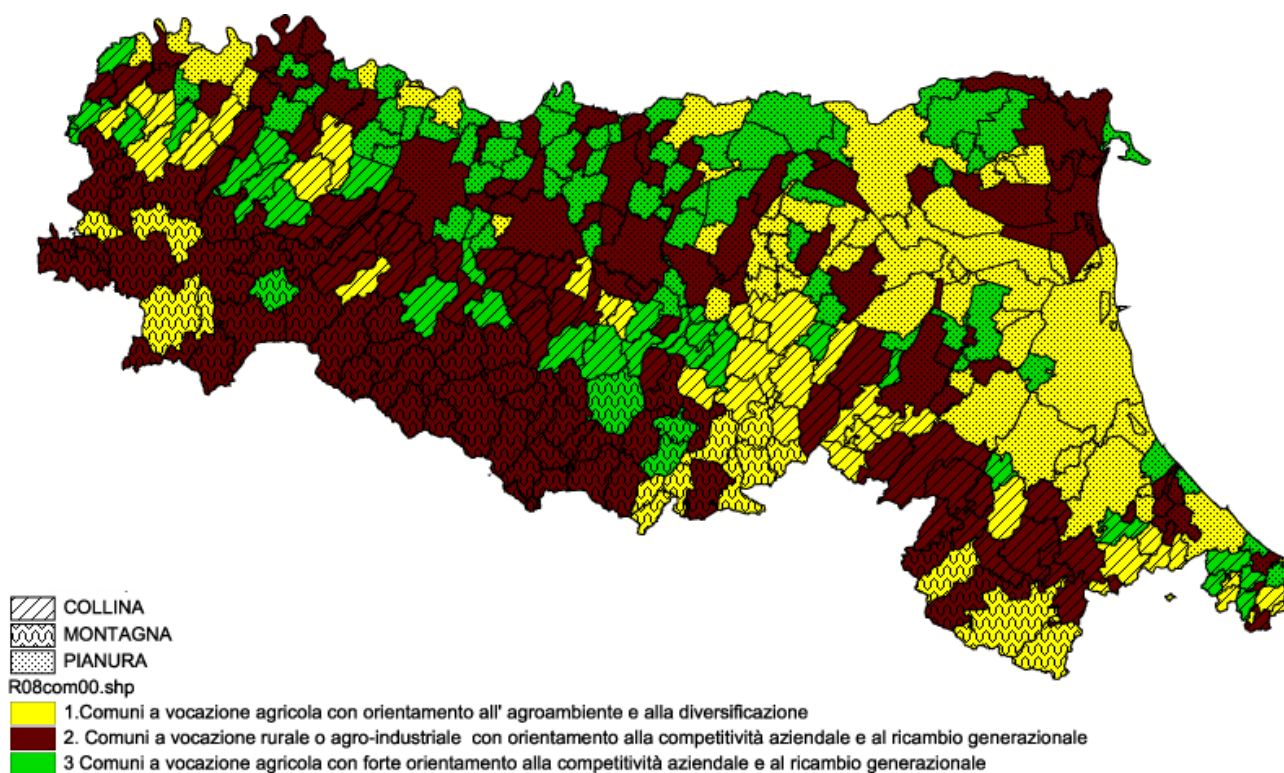 COLLINA
MONTAGNA
PIANURA
R08com00.shp
1.Comuni a vocazione agricola con orientamento all' agroambiente e alla diversificazione
2. Comuni a vocazione rurale o agro-industriale con orientamento alla competitività aziendale e al ricambio generazionale
3 Comuni a vocazione agricola con forte orientamento alla competitività aziendale e al ricambio generazionale